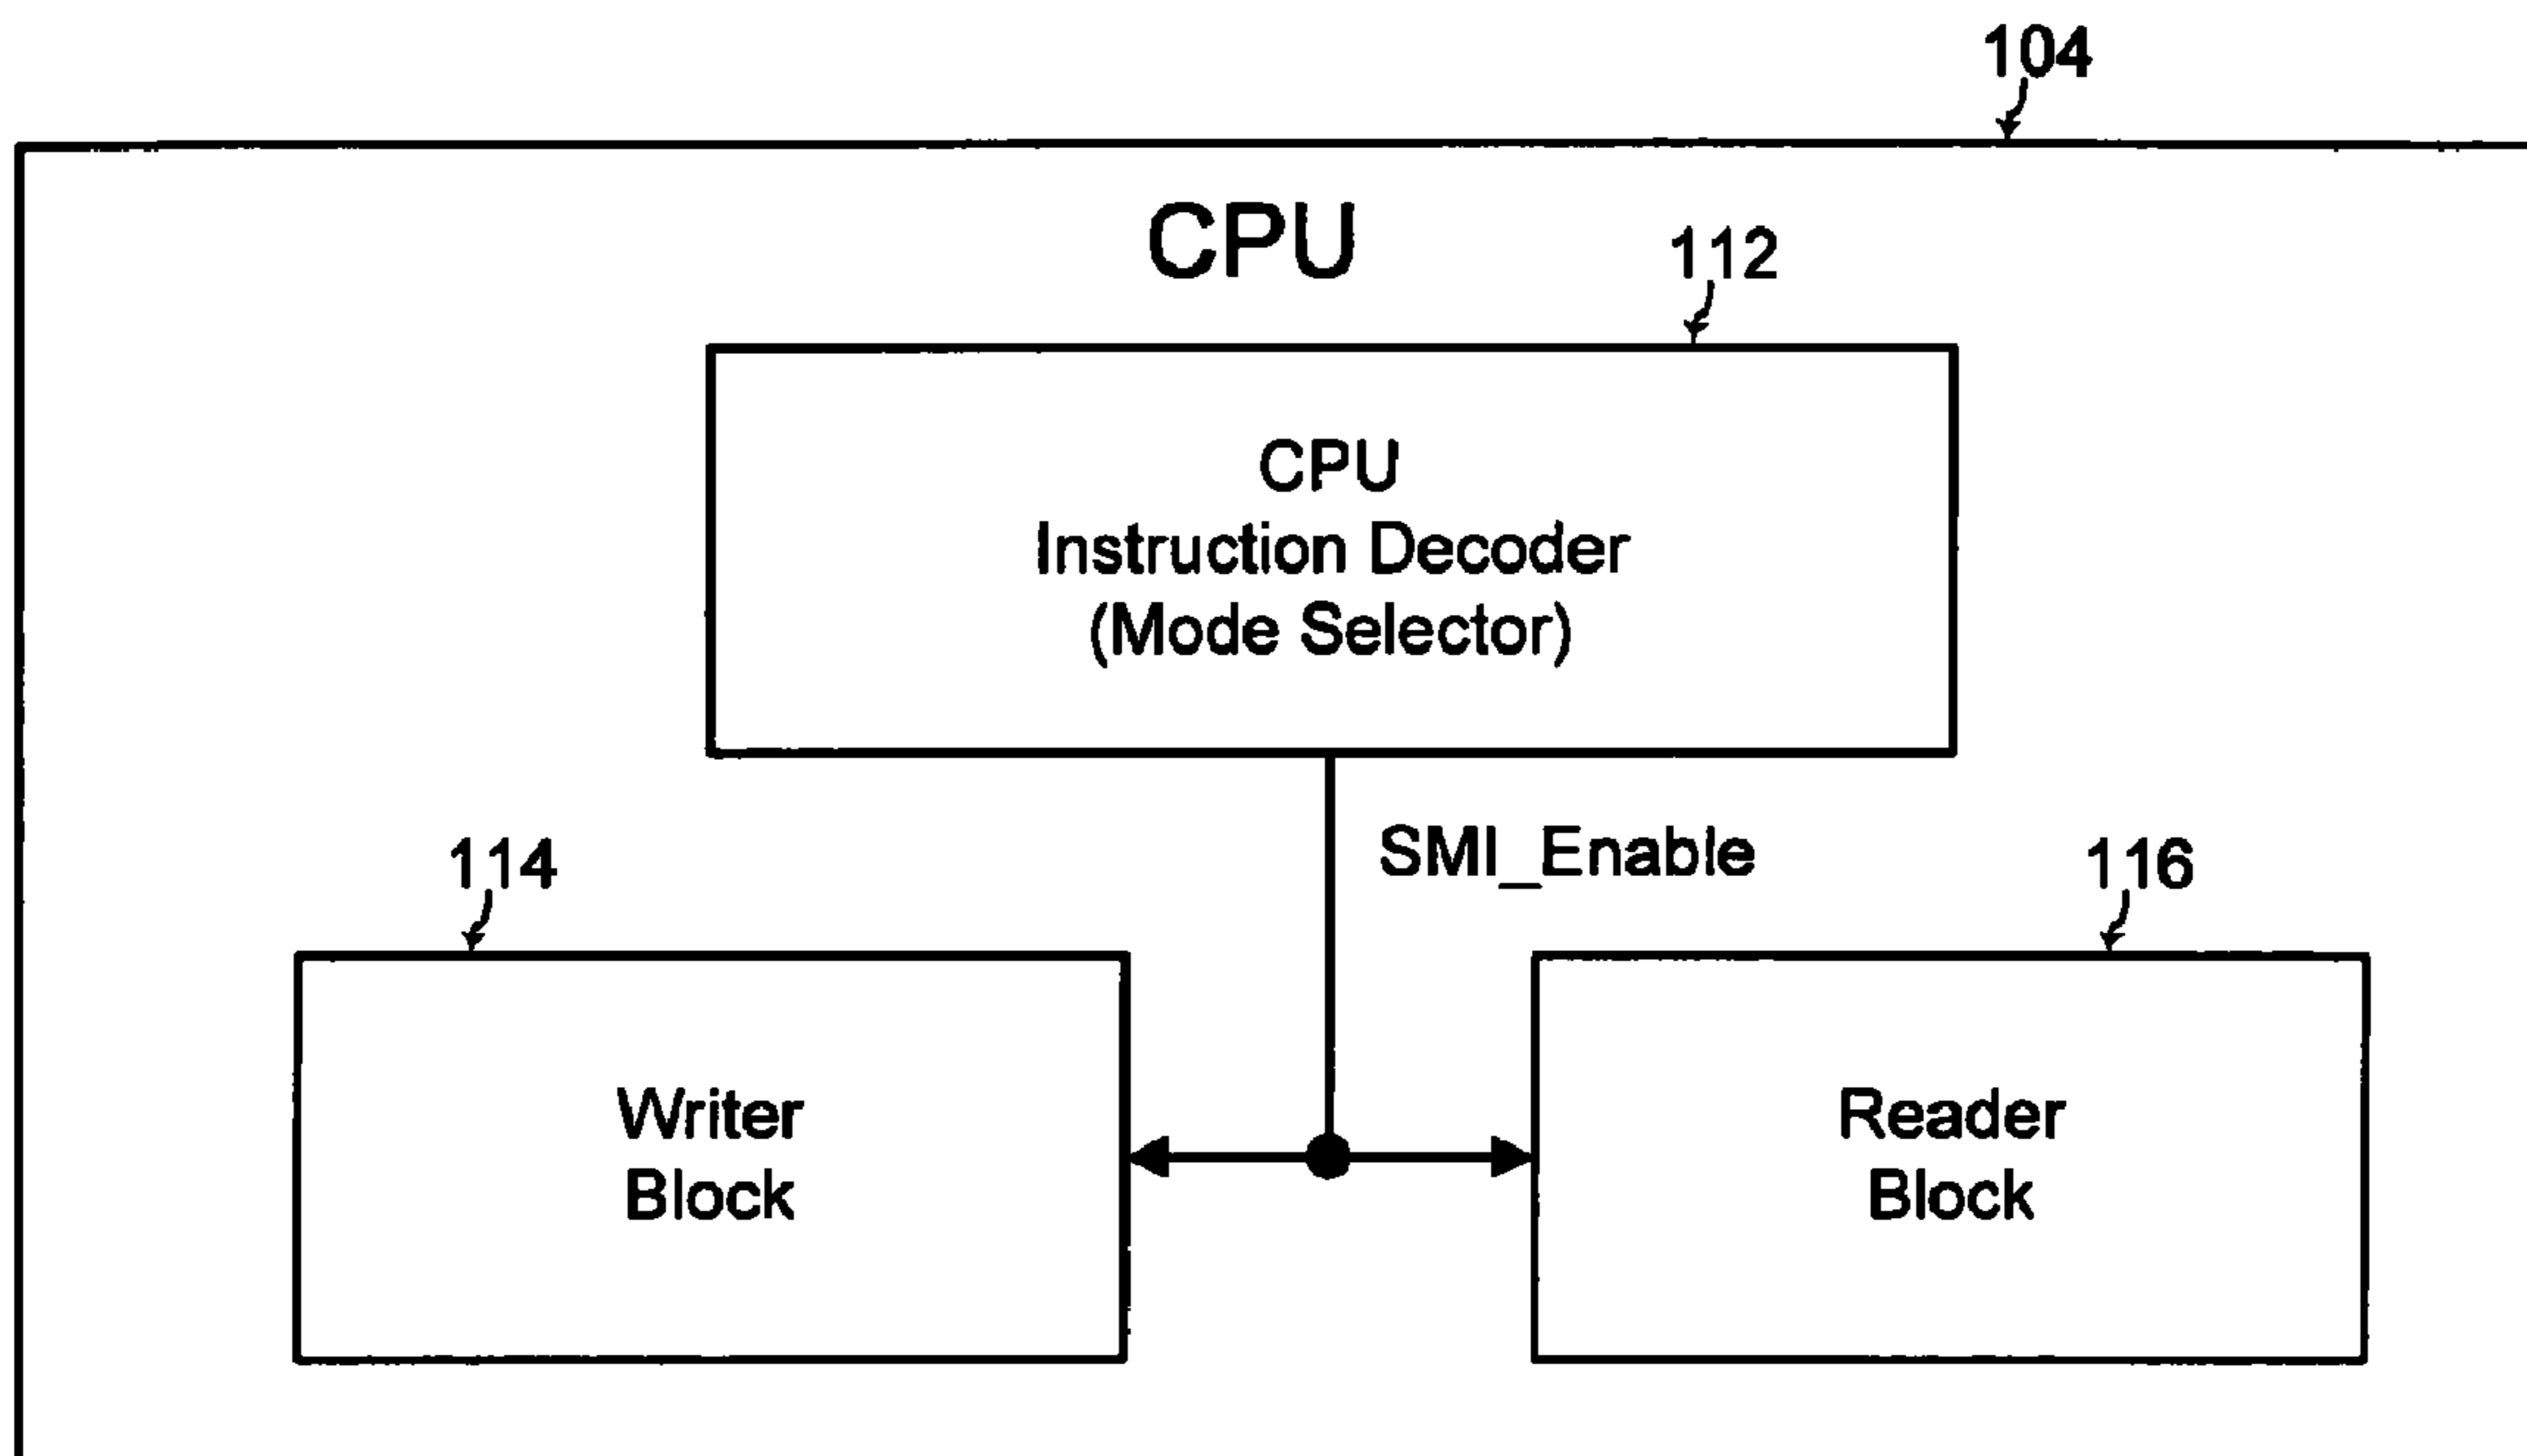 104
CPU
112
CPU
Instruction Decoder
(Mode Selector)
SMI_Enable
114
116
Writer
Block
Reader
Block